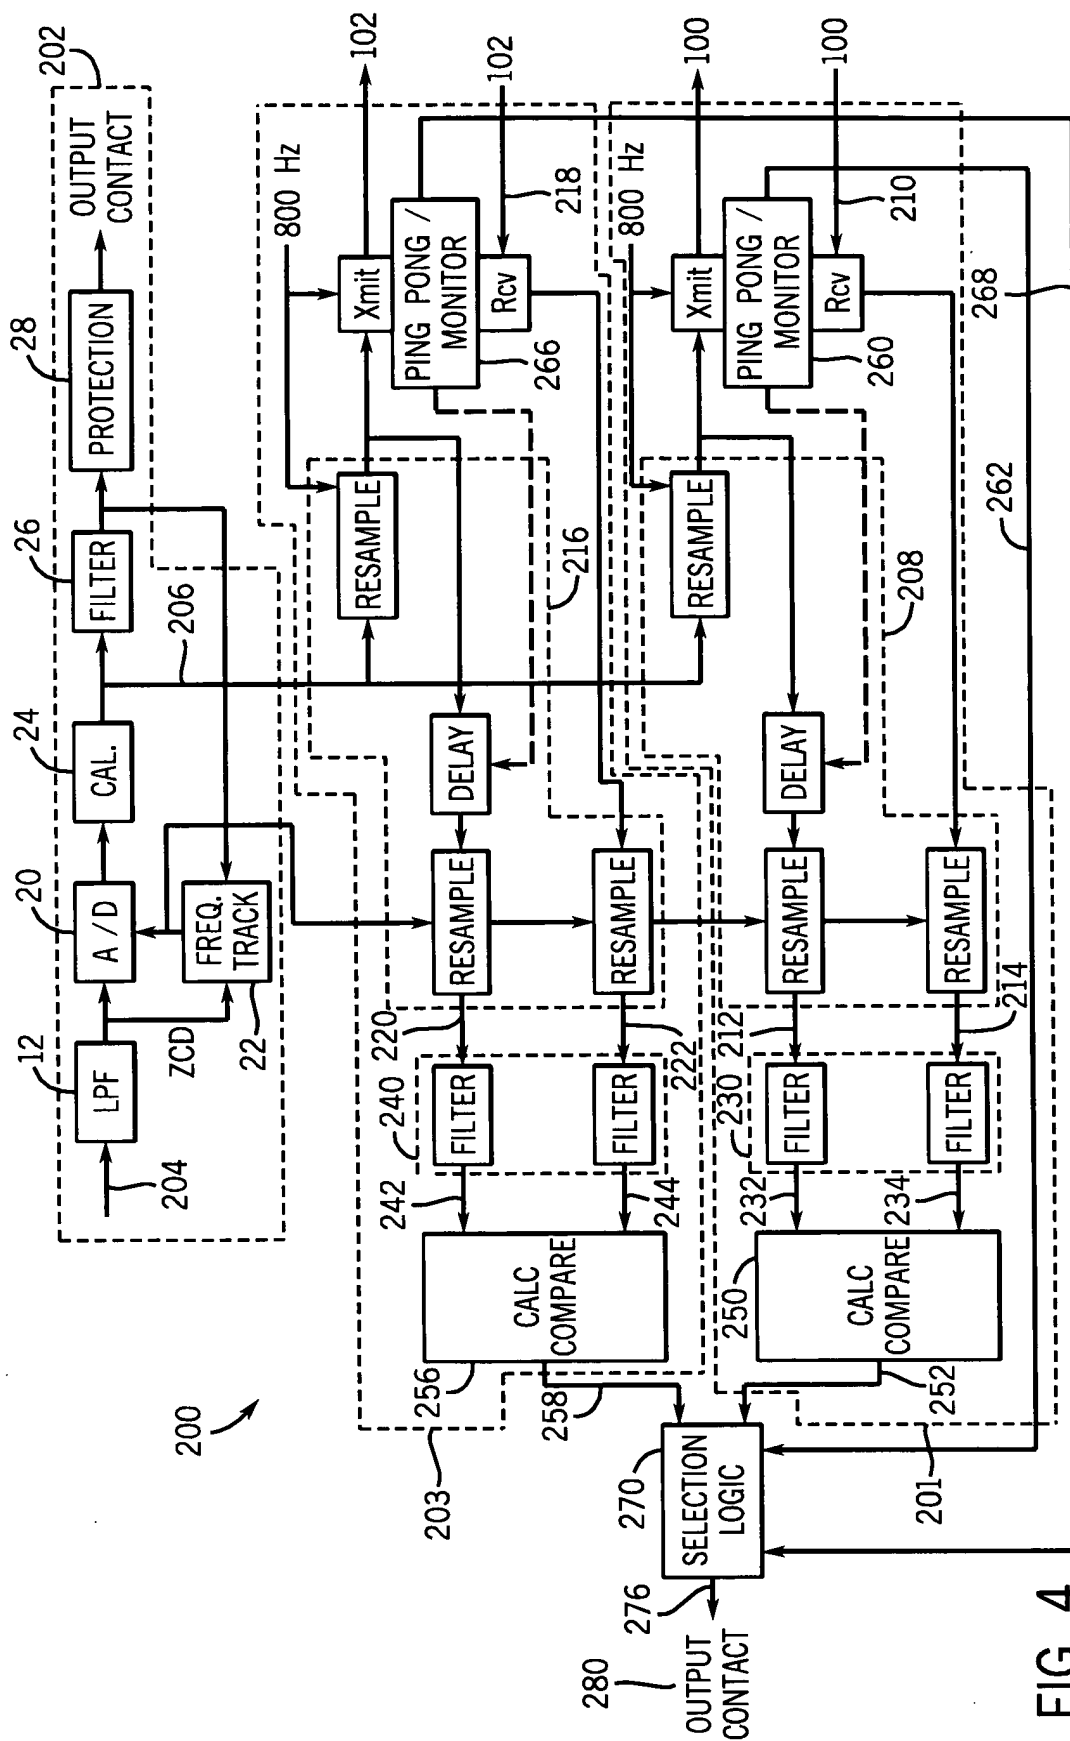 202
OUTPUT
CONTACT
28
PROTECTION
26
FILTER
206
24
CAL.
20
A/D
FREQ.
TRACK
22
12
LPF
ZCD
204
102
102
800 Hz
Xmit
PING PONG /
MONITOR
Rcv
218
266
RESAMPLE
216
DELAY
RESAMPLE
RESAMPLE
220
222
240
FILTER
FILTER
242
244
CALC
COMPARE
256
258
203
200
100
100
800 Hz
Xmit
PING PONG /
MONITOR
Rcv
210
260
268
262
RESAMPLE
208
DELAY
RESAMPLE
RESAMPLE
212
214
230
FILTER
FILTER
232
234
250
CALC
COMPARE
252
201
270
SELECTION
LOGIC
276
280
OUTPUT
CONTACT
FIG. 4